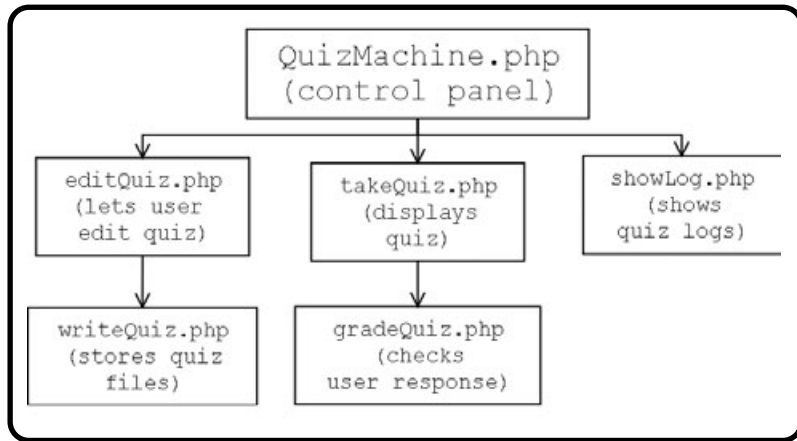 QuizMachine.php
(control panel)
editQuiz.php
(lets user
edit quiz)
takeQuiz.php
(displays
quiz)
showLog.php
(shows
quiz logs)
writeQuiz.php
(stores quiz
files)
gradeQuiz.php
(checks
user response)